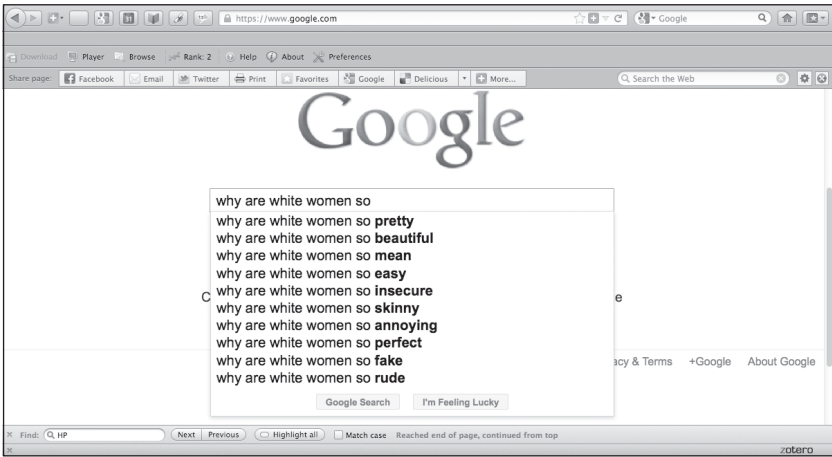 31 https://www.google.com Google
Download Player Browse Rank: 2 Help About Preferences
Share page: Facebook Email Twitter Print Favorites Google Delicious More... Search the Web
Google
why are white women so
why are white women so pretty
why are white women so beautiful
why are white women so mean
why are white women so easy
why are white women so insecure
C e
why are white women so skinny
why are white women so annoying
why are white women so perfect
why are white women so fake
acy & Terms +Google About Google
why are white women so rude
Google Search I'm Feeling Lucky
Find: HP Next Previous Highlight all Match case Reached end of page, continued from top
zotero